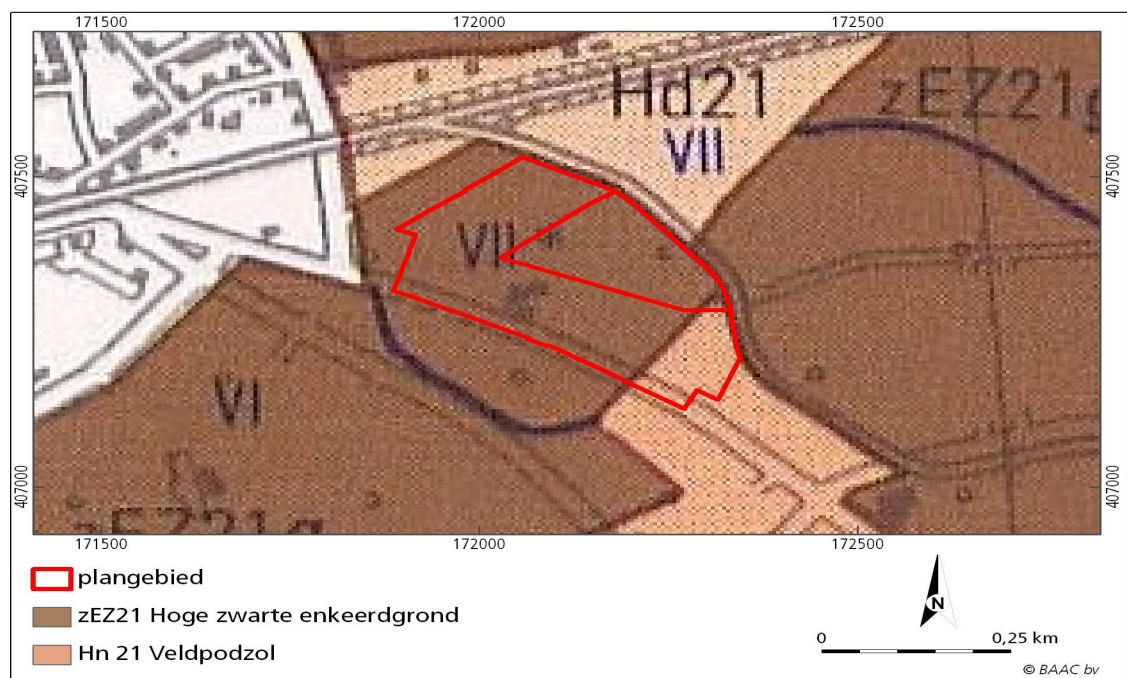 171500 172000 172500
Hd21 zEZ21g
VII
407500 407500
VII
VI
407000 407000
zEZ21g
171500 172000 172500
plangebied
zEZ21 Hoge zwarte enkeerdgrond
Hn 21 Veldpodzol
N
0 0,25 km
© BAAC bv